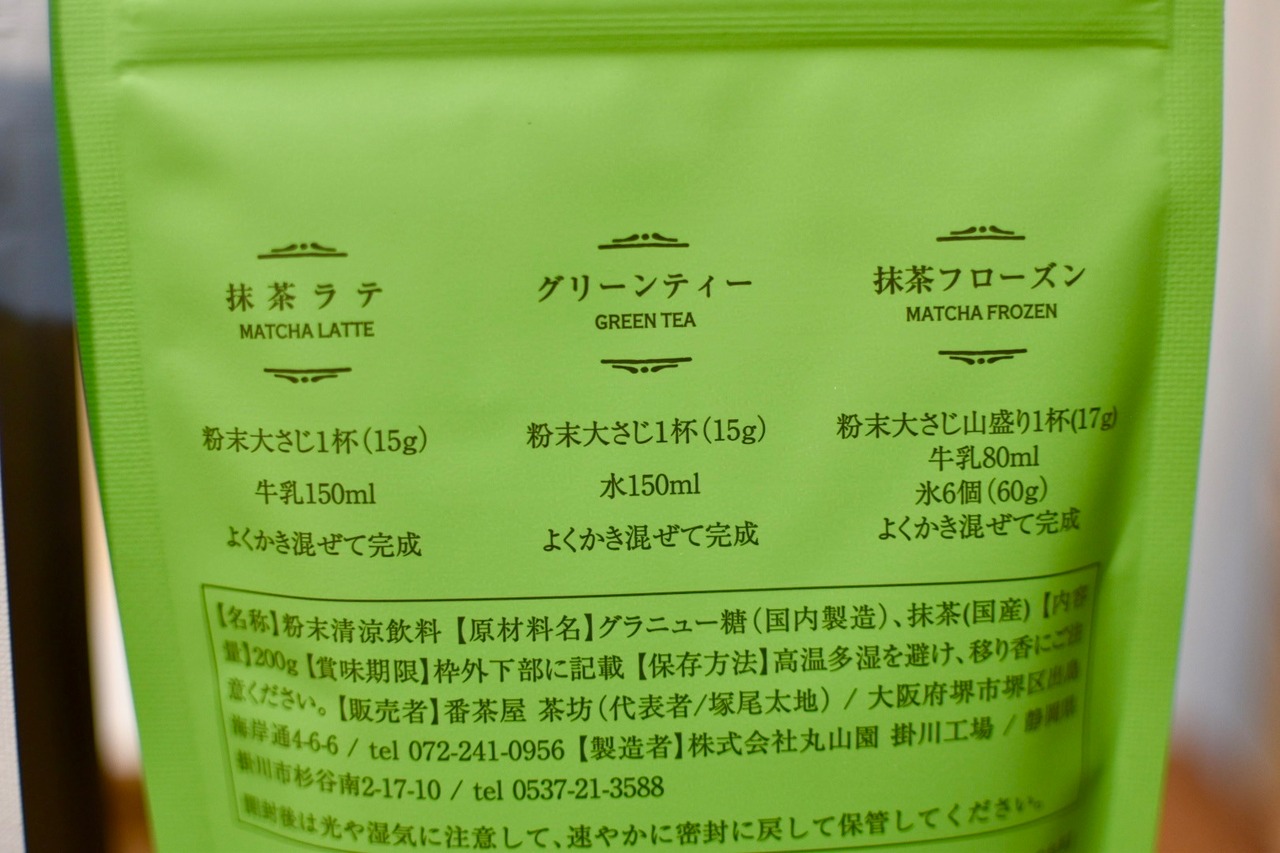 抹茶ラテ
MATCHA LATTE
粉末大さじ1杯(15g)
牛乳150ml
よくかき混ぜて完成
グリーンティー
GREEN TEA
粉末大さじ1杯(15g)
水150ml
よくかき混ぜて完成
抹茶フローズン
MATCHA FROZEN
粉末大さじ山盛り1杯(17g)
牛乳80ml
氷6個(60g)
よくかき混ぜて完成
【名称】粉末清涼飲料【原材料名】グラニュー糖(国内製造)、抹茶(国産)【内容
量】200g【賞味期限】枠外下部に記載【保存方法】高温多湿を避け、移り香にご注
意ください。【販売者】番茶屋 茶坊(代表者/塚尾太地) / 大阪府堺市堺区出島
海岸通4-6-6 / tel 072-241-0956【製造者】株式会社丸山園 掛川工場 / 静岡県
掛川市杉谷南2-17-10 / tel 0537-21-3588
開封後は光や湿気に注意して、速やかに密封に戻して保管してください。